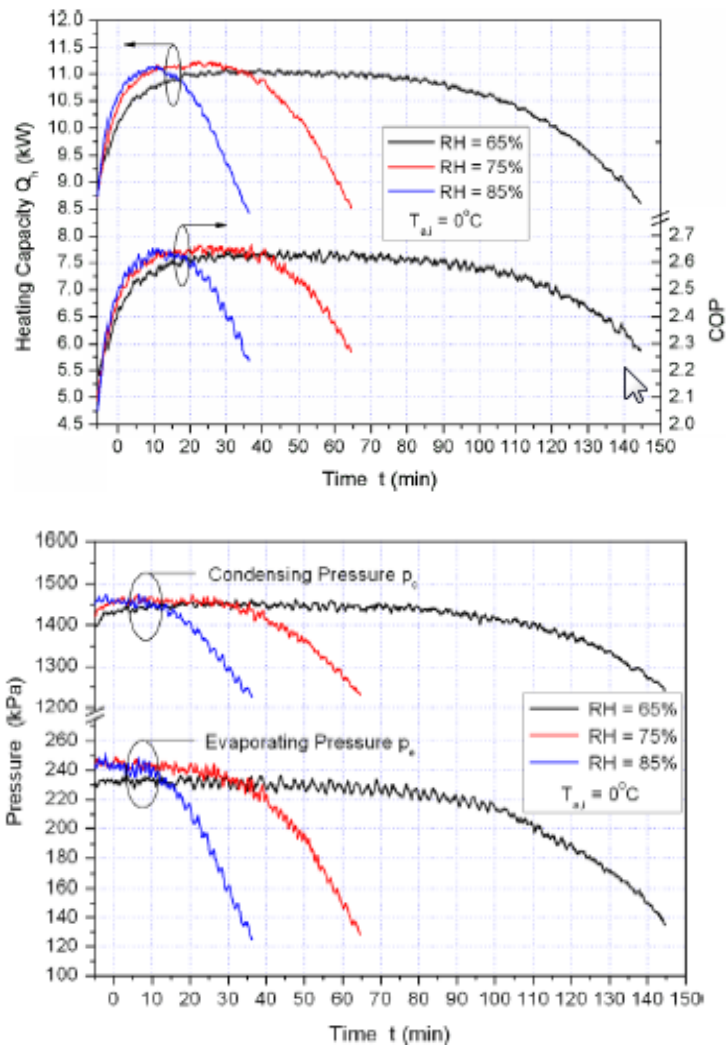 12.0
11.5
11.0
10.5
10.0
9.5
9.0
8.5
8.0
7.5
7.0
6.5
6.0
5.5
5.0
4.5
Heating Capacity Qh (kW)
RH = 65%
RH = 75%
RH = 85%
Ta,i = 0°C
2.7
2.6
2.5
2.4
2.3
2.2
2.1
2.0
COP
0 10 20 30 40 50 60 70 80 90 100 110 120 130 140 150
Time t (min)
1600
1500
1400
1300
1200
260
240
220
200
180
160
140
120
100
Pressure (kPa)
Condensing Pressure pc
Evaporating Pressure pe
RH = 65%
RH = 75%
RH = 85%
Ta,i = 0°C
0 10 20 30 40 50 60 70 80 90 100 110 120 130 140 150
Time t (min)